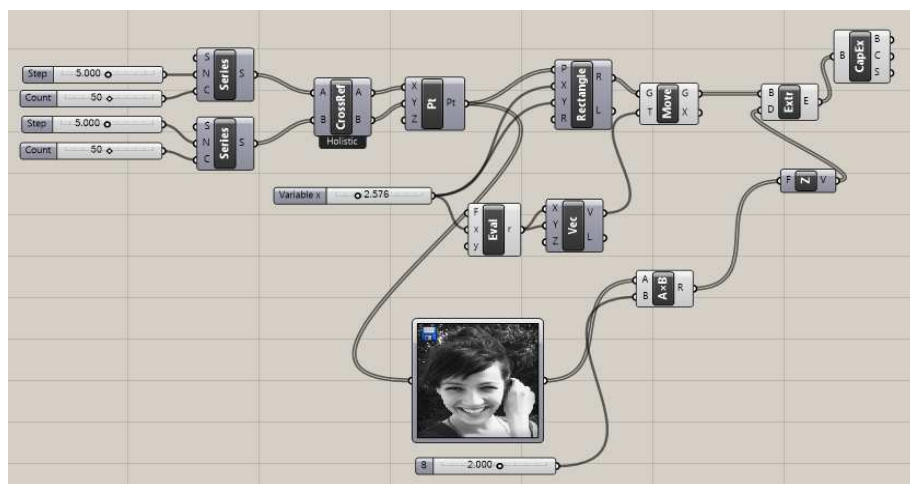 Step 5.000
Count 50
Step 5.000
Count 50
S
N
C
Series
S
S
N
C
Series
S
A
B
CrossRef
A
B
Holistic
X
Y
Z
Pt
Pt
P
X
Y
R
Rectangle
R
L
G
T
Move
G
X
B
D
Extr
E
B
CapEx
B
C
S
Variable x 2.576
F
x
y
Eval
r
X
Y
Z
Vec
V
L
F
Z
V
A
B
A×B
R
B 2.000